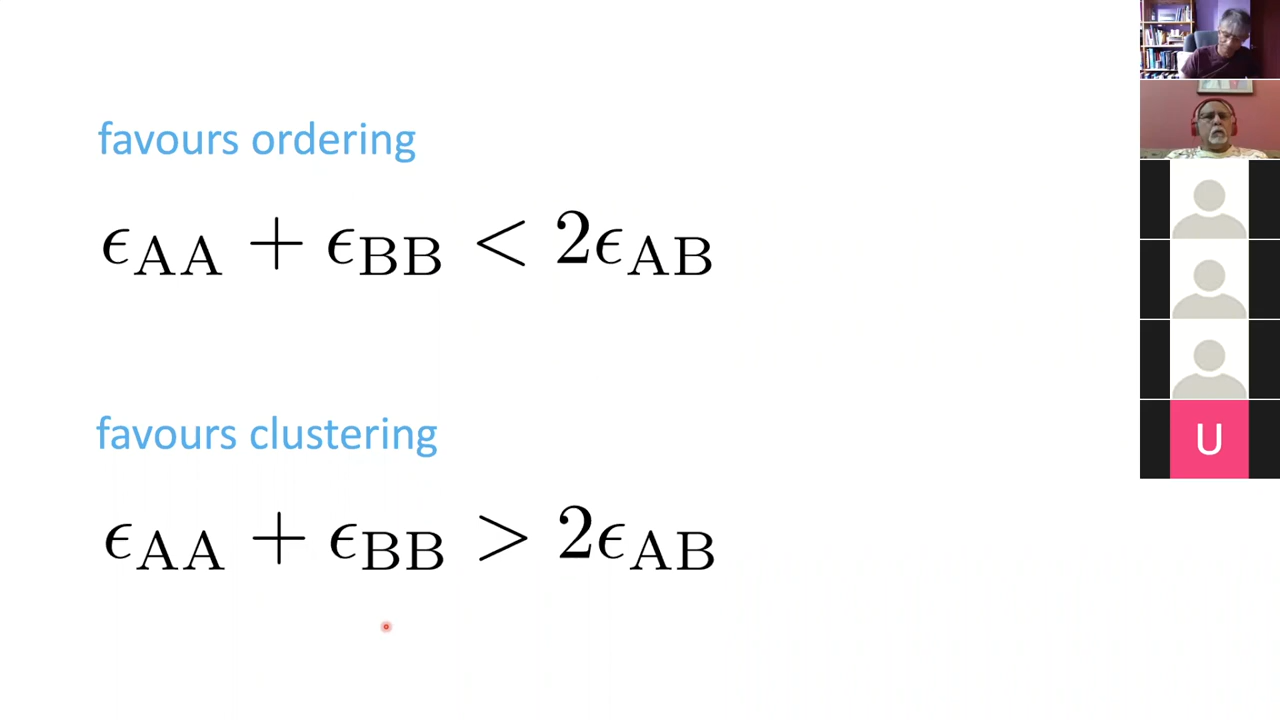 favours ordering
ϵ_AA + ϵ_BB < 2ϵ_AB
favours clustering
ϵ_AA + ϵ_BB > 2ϵ_AB
U